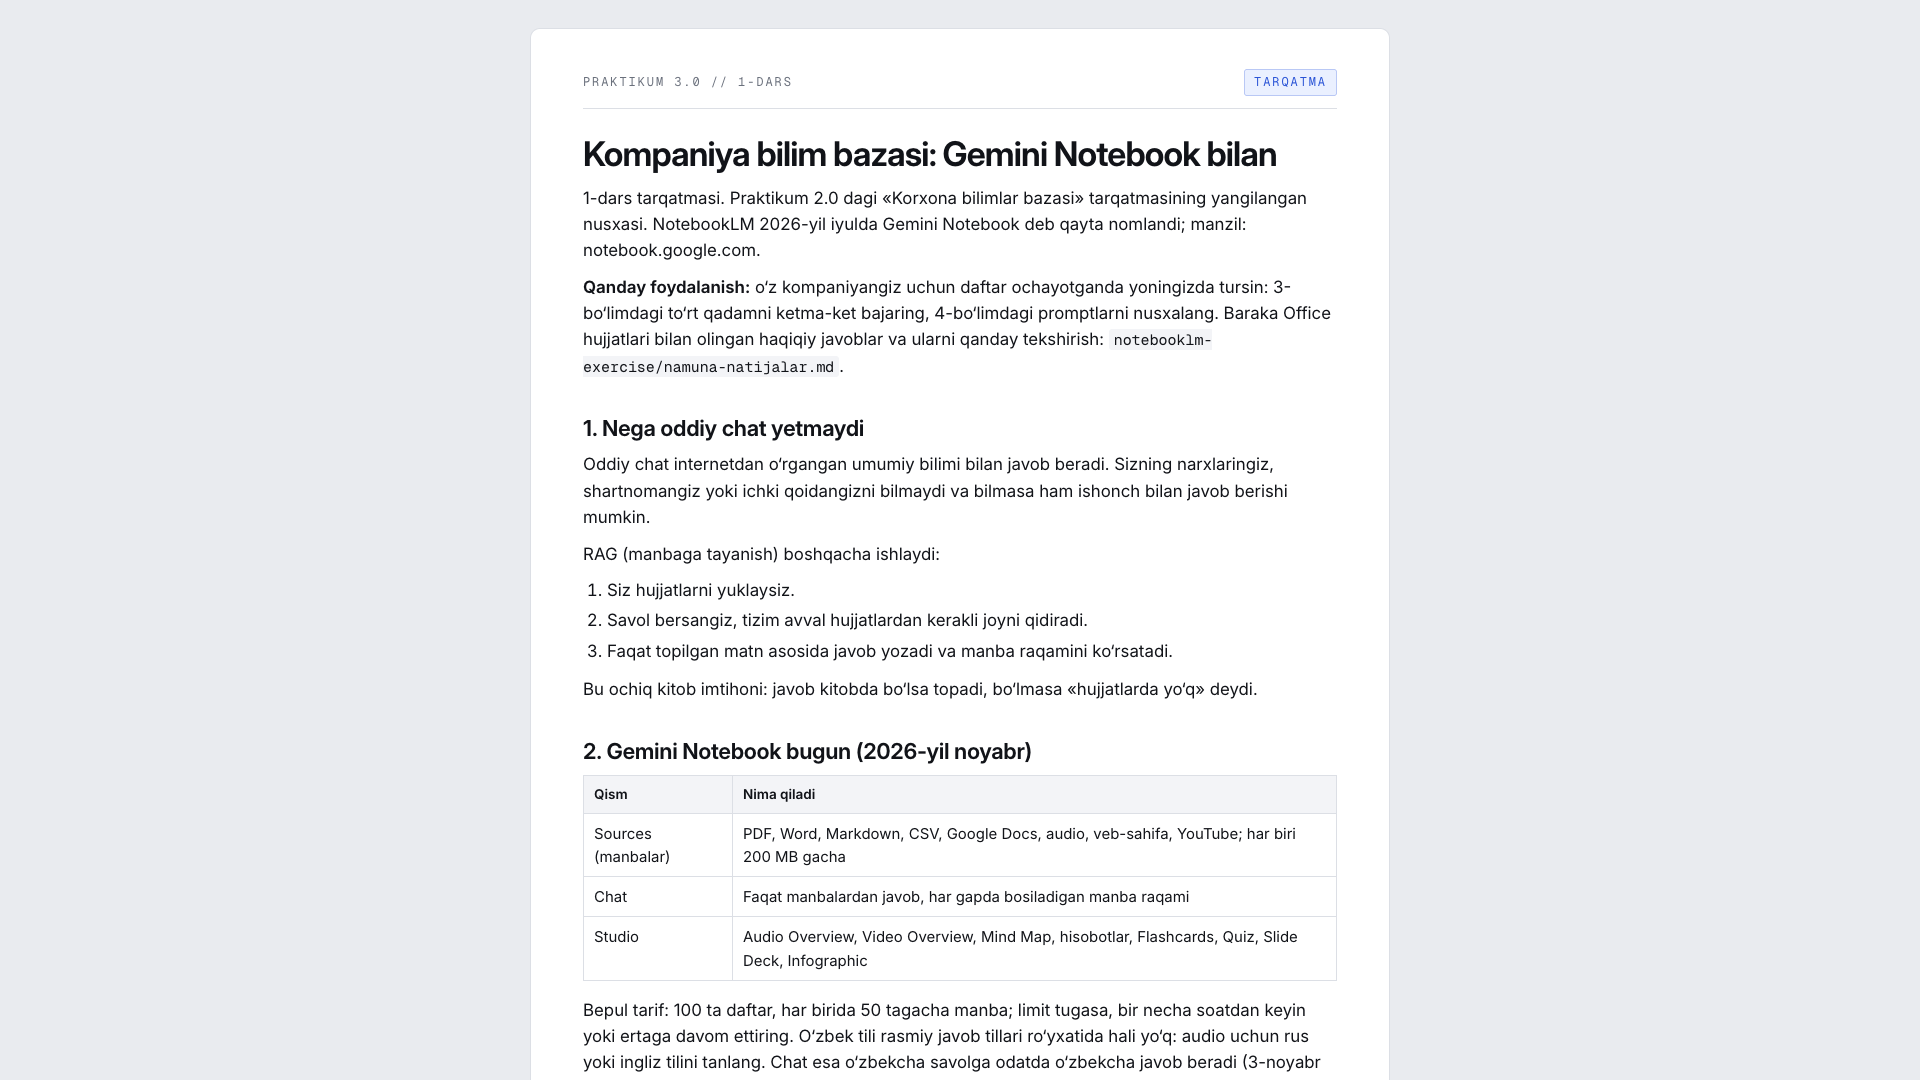 PRAKTIKUM 3.0 // 1-DARS
TARQATMA
Kompaniya bilim bazasi: Gemini Notebook bilan
1-dars tarqatmasi. Praktikum 2.0 dagi «Korxona bilimlar bazasi» tarqatmasining yangilangan
nusxasi. NotebookLM 2026-yil iyulda Gemini Notebook deb qayta nomlandi; manzil:
notebook.google.com.
Qanday foydalanish: oʻz kompaniyangiz uchun daftar ochayotganda yoningizda tursin: 3-
boʻlimdagi toʻrt qadamni ketma-ket bajaring, 4-boʻlimdagi promptlarni nusxalang. Baraka Office
hujjatlari bilan olingan haqiqiy javoblar va ularni qanday tekshirish: notebooklm-
exercise/namuna-natijalar.md.
1. Nega oddiy chat yetmaydi
Oddiy chat internetdan oʻrgangan umumiy bilimi bilan javob beradi. Sizning narxlaringiz,
shartnomangiz yoki ichki qoidangizni bilmaydi va bilmasa ham ishonch bilan javob berishi
mumkin.
RAG (manbaga tayanish) boshqacha ishlaydi:
1. Siz hujjatlarni yuklaysiz.
2. Savol bersangiz, tizim avval hujjatlardan kerakli joyni qidiradi.
3. Faqat topilgan matn asosida javob yozadi va manba raqamini koʻrsatadi.
Bu ochiq kitob imtihoni: javob kitobda boʻlsa topadi, boʻlmasa «hujjatlarda yoʻq» deydi.
2. Gemini Notebook bugun (2026-yil noyabr)
Qism
Nima qiladi
Sources
(manbalar)
PDF, Word, Markdown, CSV, Google Docs, audio, veb-sahifa, YouTube; har biri
200 MB gacha
Chat
Faqat manbalardan javob, har gapda bosiladigan manba raqami
Studio
Audio Overview, Video Overview, Mind Map, hisobotlar, Flashcards, Quiz, Slide
Deck, Infographic
Bepul tarif: 100 ta daftar, har birida 50 tagacha manba; limit tugasa, bir necha soatdan keyin
yoki ertaga davom ettiring. Oʻzbek tili rasmiy javob tillari roʻyxatida hali yoʻq: audio uchun rus
yoki ingliz tilini tanlang. Chat esa oʻzbekcha savolga odatda oʻzbekcha javob beradi (3-noyabr